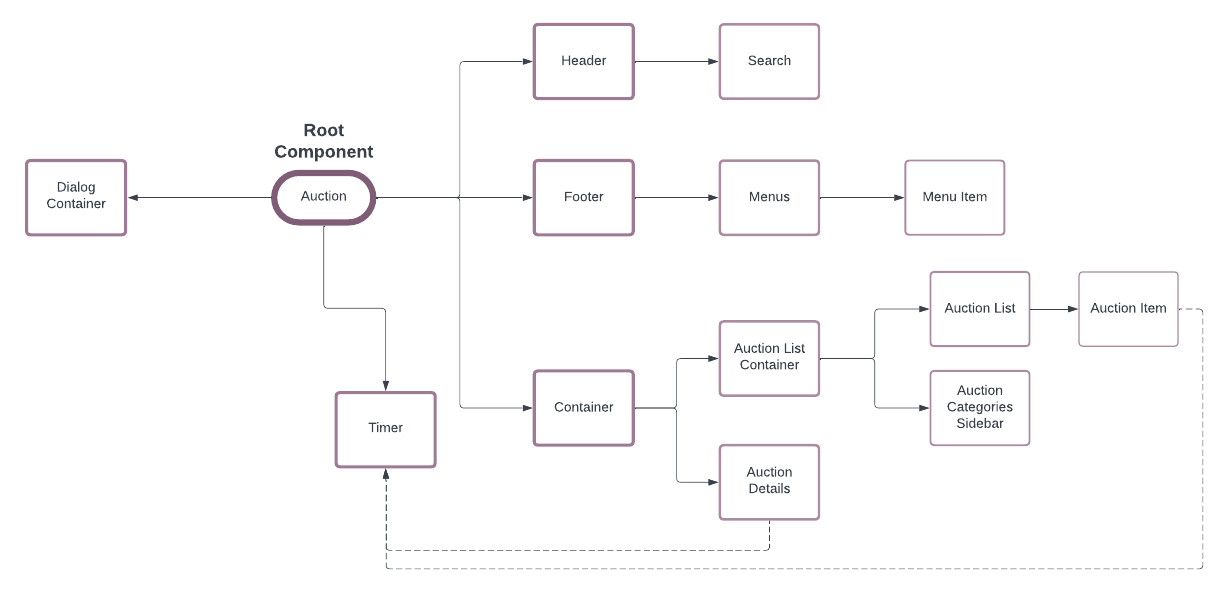 Header
Search
Root
Component
Dialog
Container
Auction
Footer
Menus
Menu Item
Auction List
Auction Item
Auction List
Container
Auction
Categories
Sidebar
Container
Timer
Auction
Details